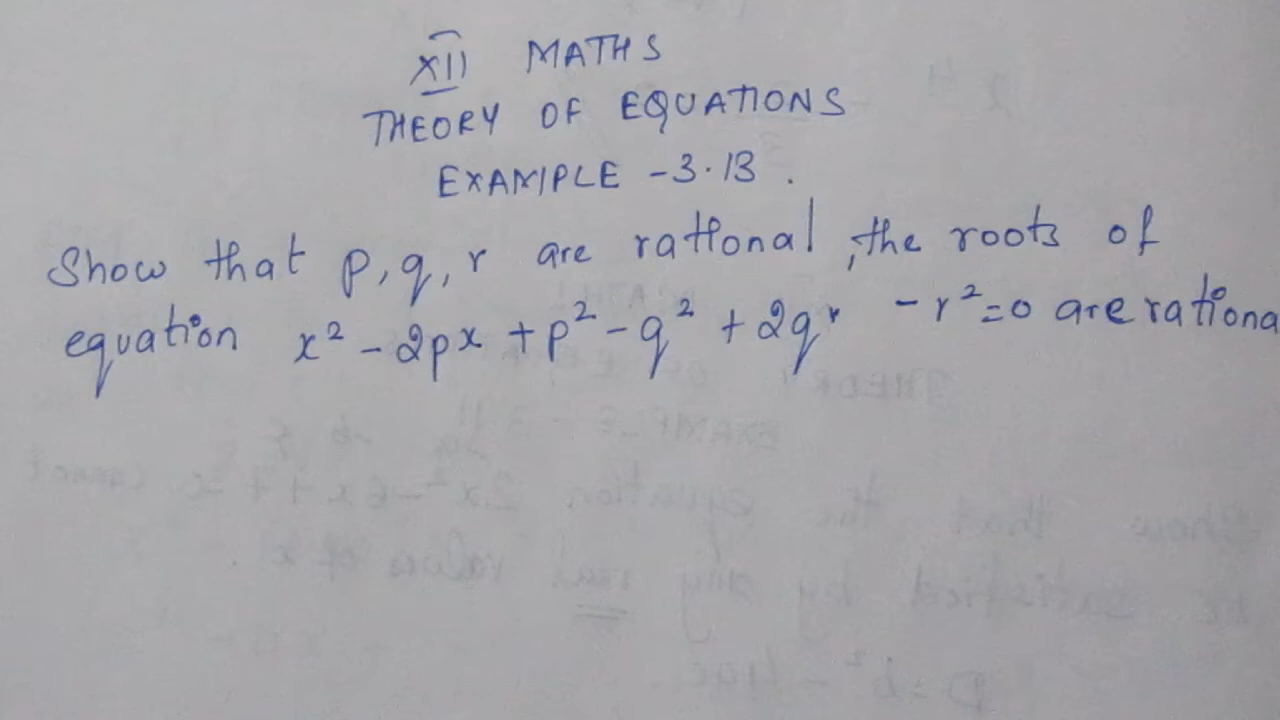 XII MATHS
THEORY OF EQUATIONS
EXAMPLE - 3.13.
Show that p, q, r are rational, the roots of
equation x² - 2px + p² - q² + 2qr - r² = 0 are rationa